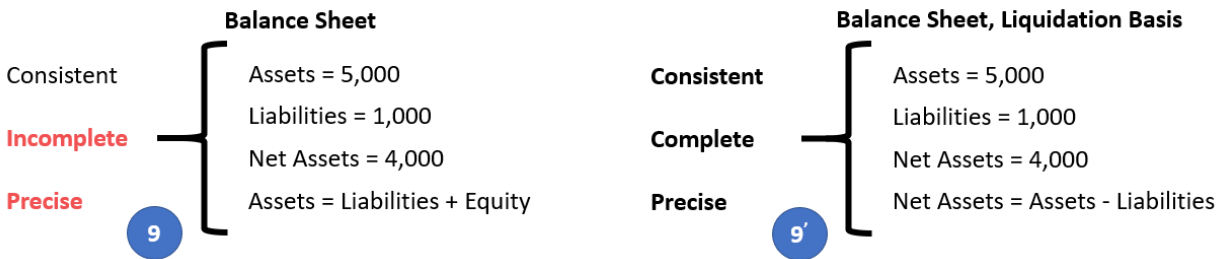 Balance Sheet
Consistent
Incomplete
Precise
Assets = 5,000
Liabilities = 1,000
Net Assets = 4,000
Assets = Liabilities + Equity
9
Balance Sheet, Liquidation Basis
Consistent
Complete
Precise
Assets = 5,000
Liabilities = 1,000
Net Assets = 4,000
Net Assets = Assets - Liabilities
9′